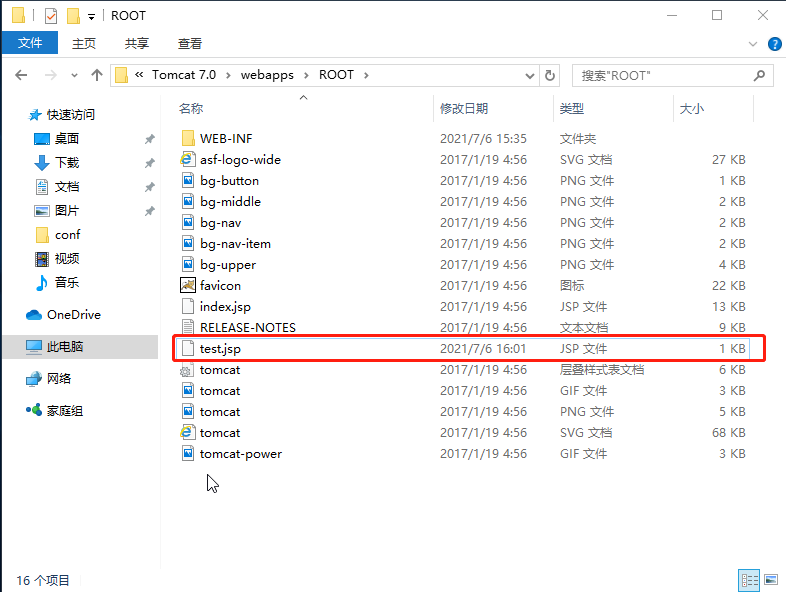 ROOT
文件 主页 共享 查看
« Tomcat 7.0 › webapps › ROOT › 搜索"ROOT"
名称 修改日期 类型 大小
快速访问
桌面
下载
文档
图片
conf
视频
音乐
OneDrive
此电脑
网络
家庭组
WEB-INF 2021/7/6 15:35 文件夹
asf-logo-wide 2017/1/19 4:56 SVG 文档 27 KB
bg-button 2017/1/19 4:56 PNG 文件 1 KB
bg-middle 2017/1/19 4:56 PNG 文件 2 KB
bg-nav 2017/1/19 4:56 PNG 文件 2 KB
bg-nav-item 2017/1/19 4:56 PNG 文件 2 KB
bg-upper 2017/1/19 4:56 PNG 文件 4 KB
favicon 2017/1/19 4:56 图标 22 KB
index.jsp 2017/1/19 4:56 JSP 文件 13 KB
RELEASE-NOTES 2017/1/19 4:56 文本文档 9 KB
test.jsp 2021/7/6 16:01 JSP 文件 1 KB
tomcat 2017/1/19 4:56 层叠样式表文档 6 KB
tomcat 2017/1/19 4:56 GIF 文件 3 KB
tomcat 2017/1/19 4:56 PNG 文件 5 KB
tomcat 2017/1/19 4:56 SVG 文档 68 KB
tomcat-power 2017/1/19 4:56 GIF 文件 3 KB
16 个项目